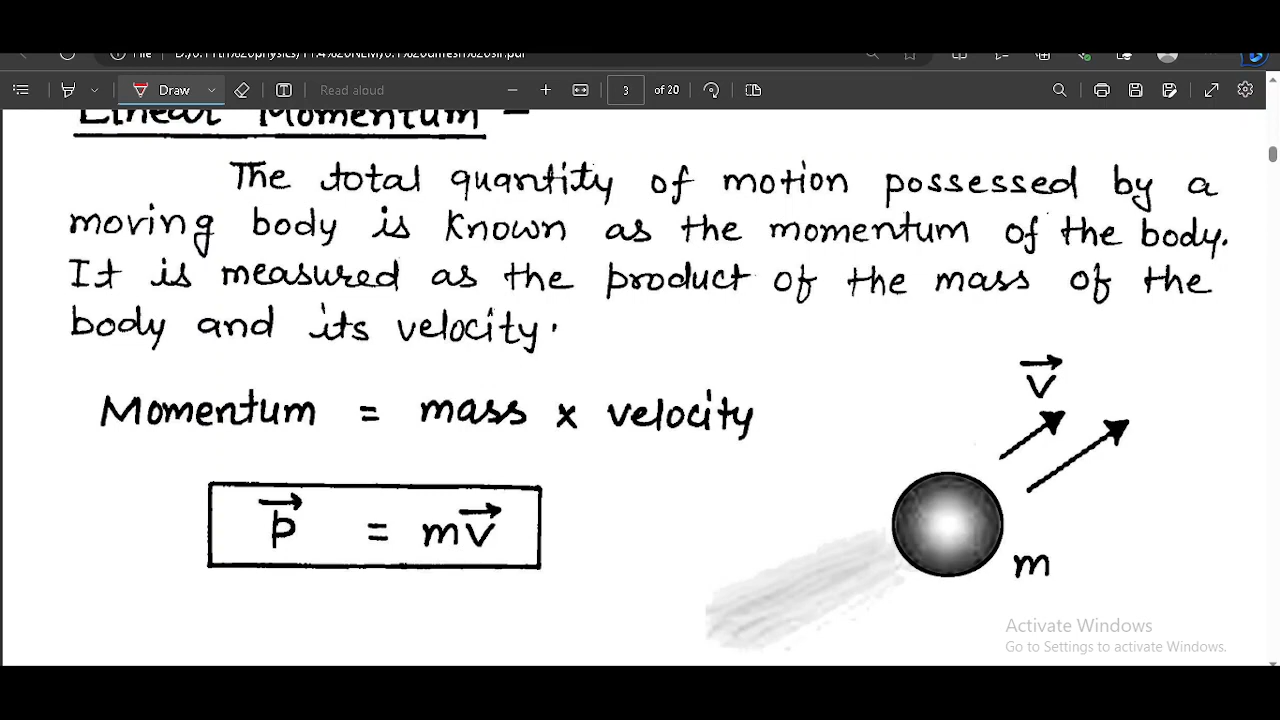 File
Draw
Read aloud
3
of 20
Linear Momentum -
The total quantity of motion possessed by a
moving body is known as the momentum of the body.
It is measured as the product of the mass of the
body and its velocity.
Momentum = mass x velocity
p⃗ = mv⃗
v⃗
m
Activate Windows
Go to Settings to activate Windows.